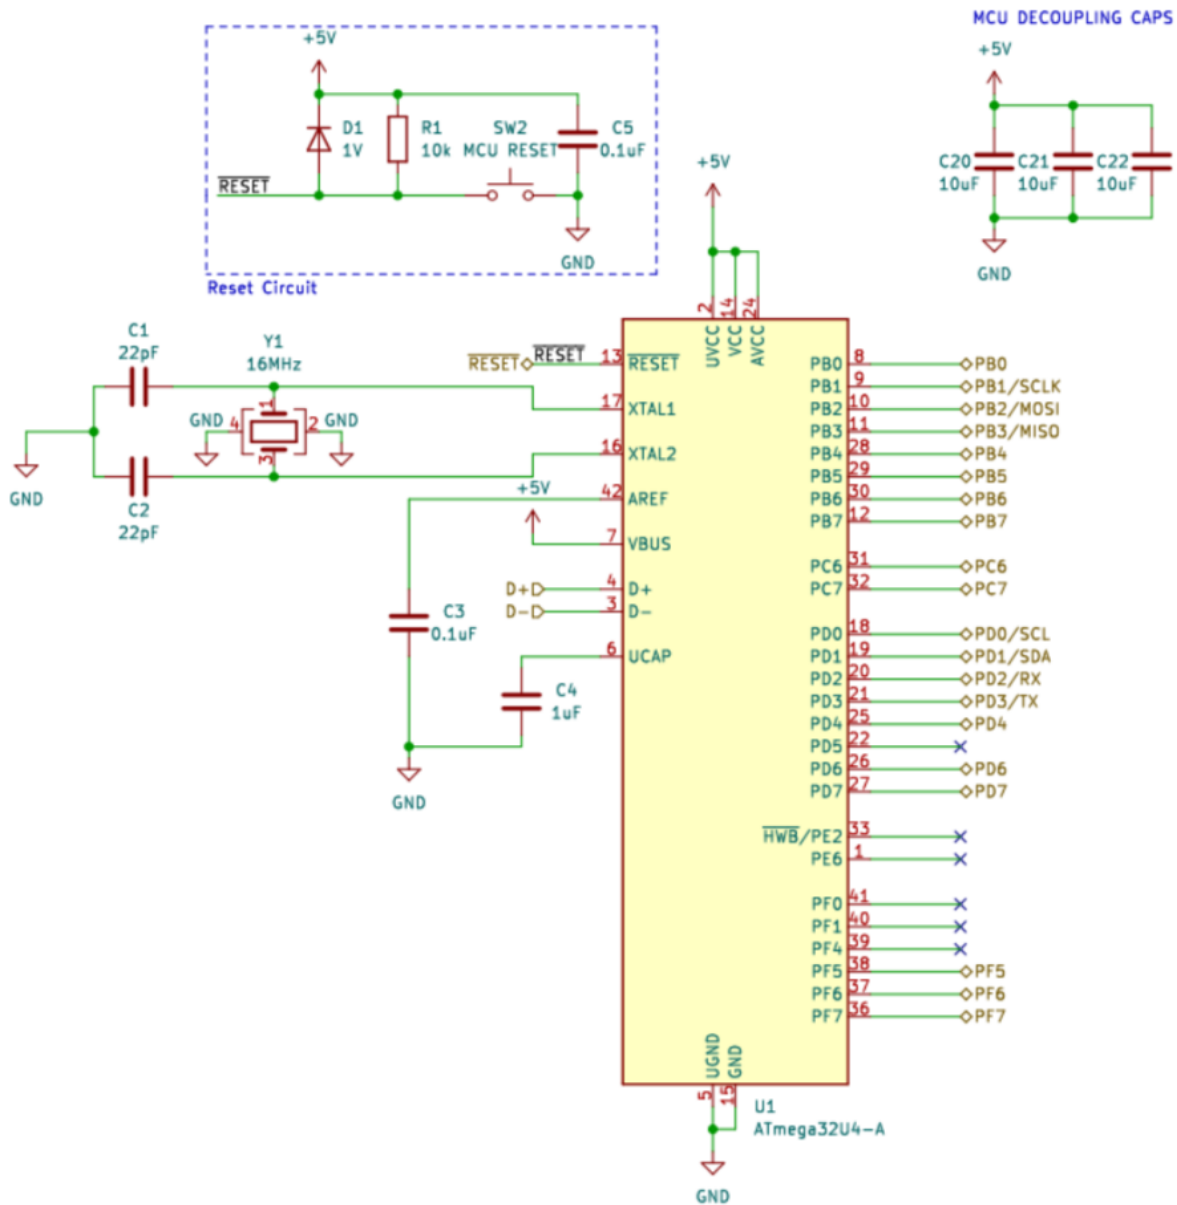 MCU DECOUPLING CAPS
+5V
D1
1V
R1
10k
SW2
MCU RESET
C5
0.1uF
RESET
GND
Reset Circuit
+5V
C20
10uF
C21
10uF
C22
10uF
GND
+5V
C1
22pF
Y1
16MHz
GND
GND
1
2
3
4
GND
C2
22pF
RESET
RESET
+5V
C3
0.1uF
D+
D-
C4
1uF
GND
2
14
24
UVCC
VCC
AVCC
13 RESET
17 XTAL1
16 XTAL2
42 AREF
7 VBUS
4 D+
3 D-
6 UCAP
PB0 8 PB0
PB1 9 PB1/SCLK
PB2 10 PB2/MOSI
PB3 11 PB3/MISO
PB4 28 PB4
PB5 29 PB5
PB6 30 PB6
PB7 12 PB7
PC6 31 PC6
PC7 32 PC7
PD0 18 PD0/SCL
PD1 19 PD1/SDA
PD2 20 PD2/RX
PD3 21 PD3/TX
PD4 25 PD4
PD5 22
PD6 26 PD6
PD7 27 PD7
HWB/PE2 33
PE6 1
PF0 41
PF1 40
PF4 39
PF5 38 PF5
PF6 37 PF6
PF7 36 PF7
UGND
GND
5
15
U1
ATmega32U4-A
GND